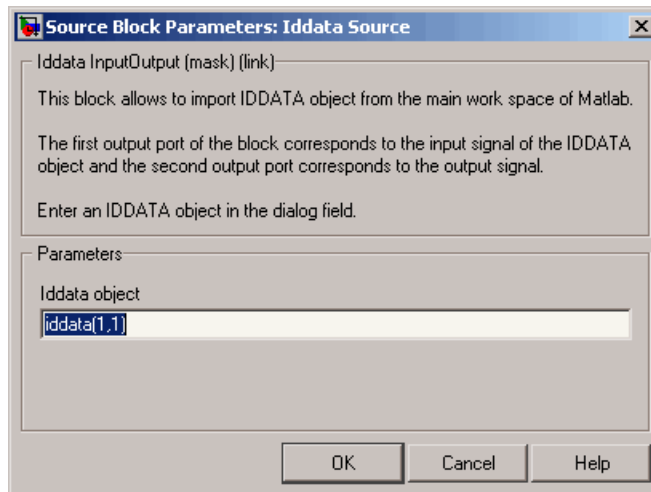 Source Block Parameters: Iddata Source
Iddata InputOutput (mask) (link)
This block allows to import IDDATA object from the main work space of Matlab.
The first output port of the block corresponds to the input signal of the IDDATA
object and the second output port corresponds to the output signal.
Enter an IDDATA object in the dialog field.
Parameters
Iddata object
iddata(1,1)
OK Cancel Help